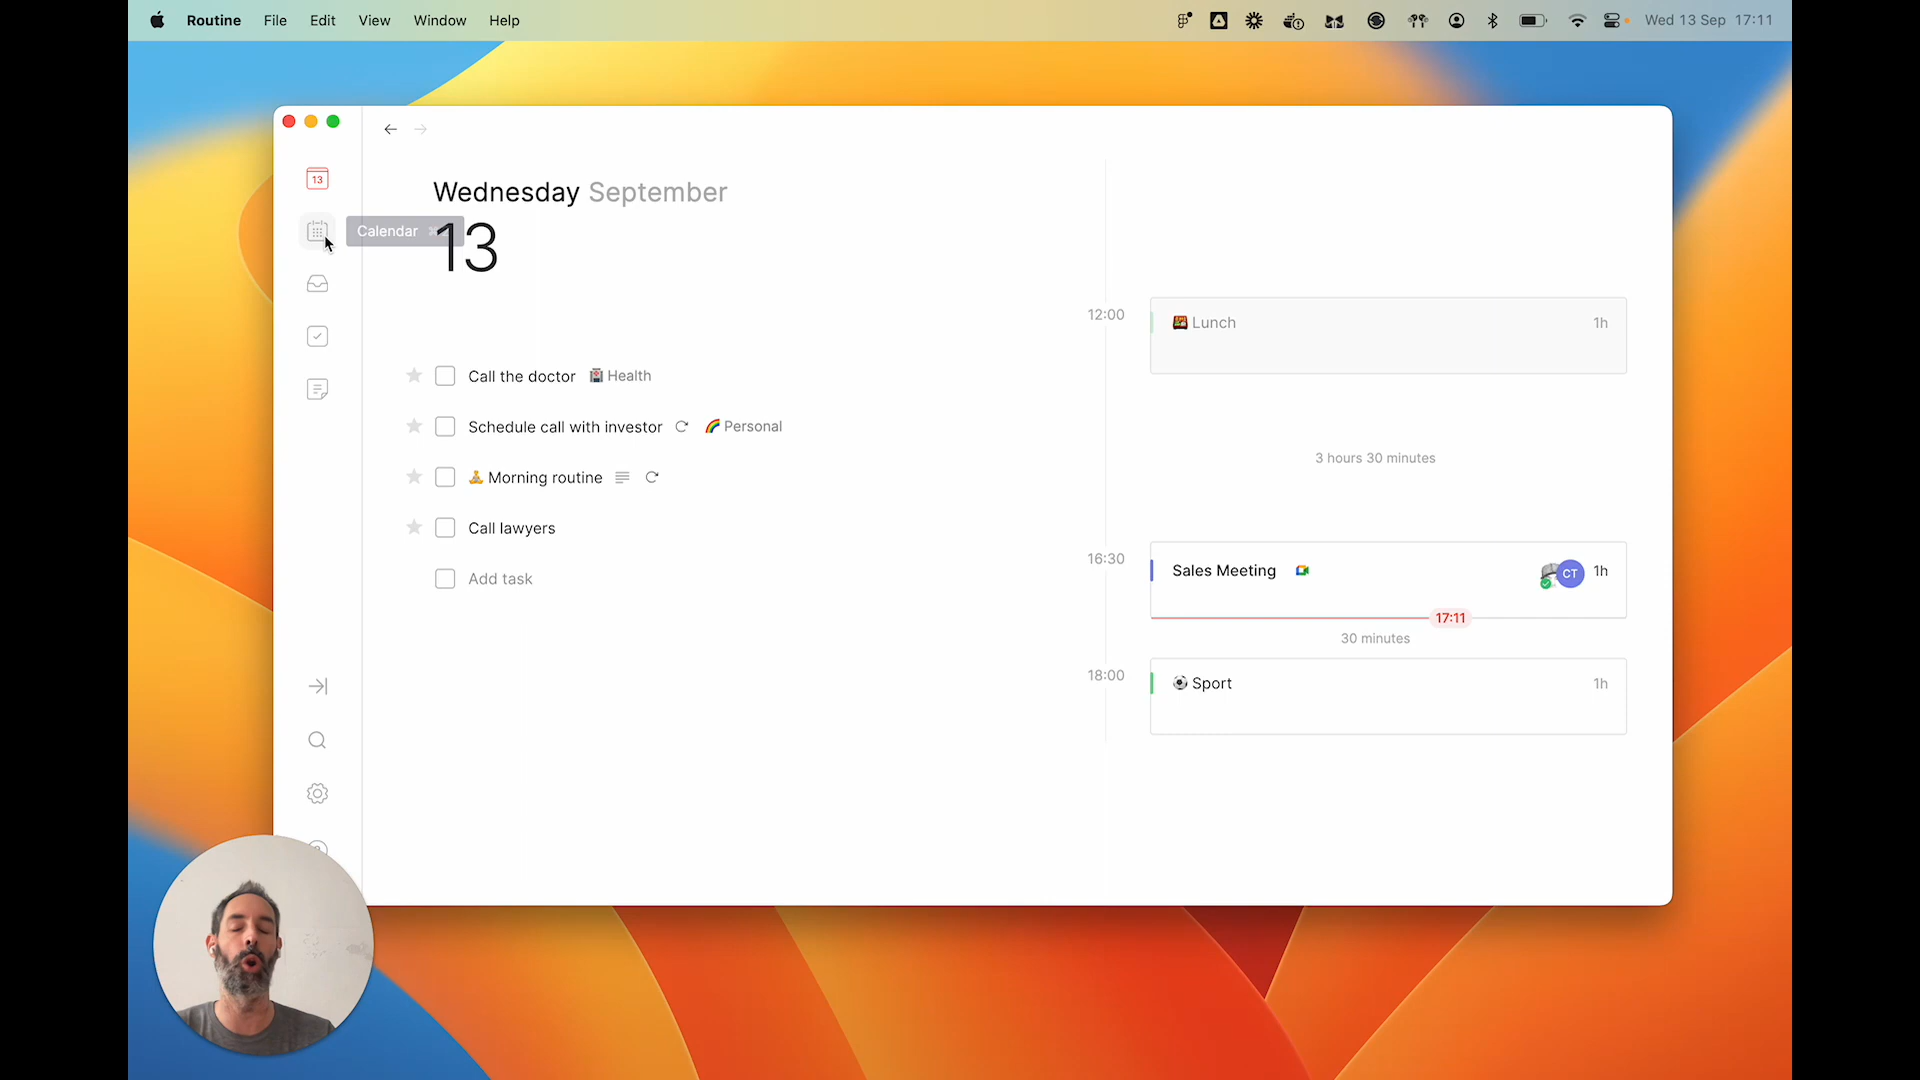 Routine File Edit View Window Help Wed 13 Sep 17:11
13
Wednesday September
13
Calendar
12:00
Lunch 1h
Call the doctor Health
Schedule call with investor Personal
3 hours 30 minutes
Morning routine
Call lawyers
16:30
Sales Meeting CT 1h
Add task
17:11
30 minutes
18:00
Sport 1h